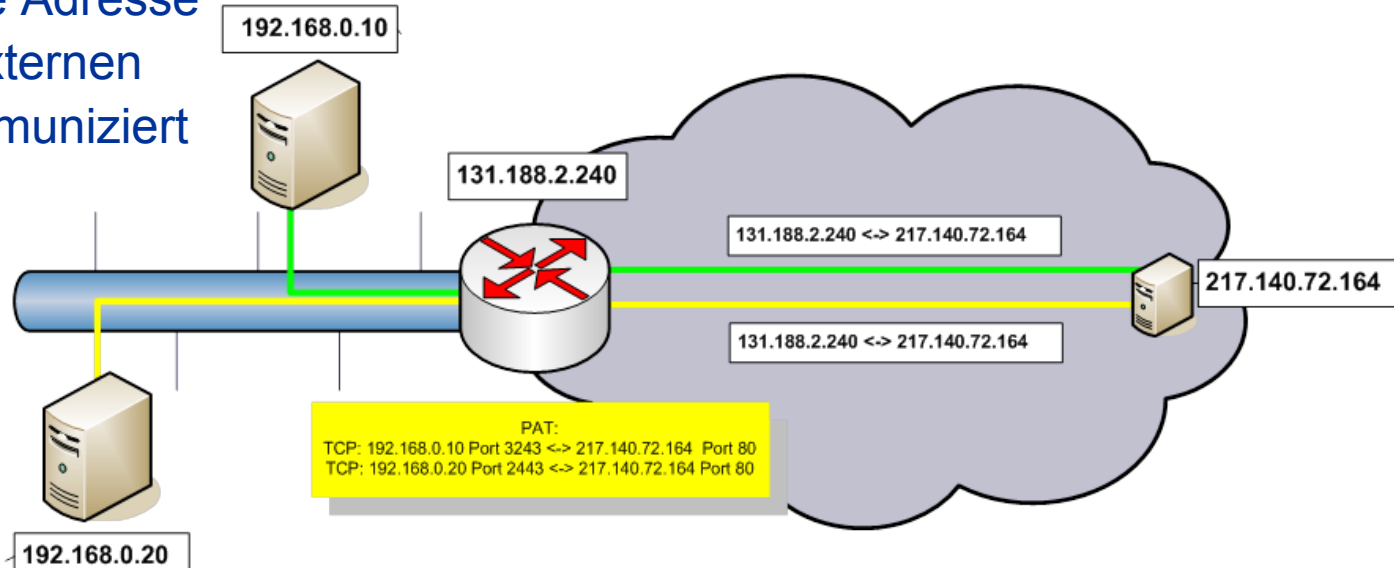 Adresse
192.168.0.10
131.188.2.240
131.188.2.240 <-> 217.140.72.164
217.140.72.164
131.188.2.240 <-> 217.140.72.164
PAT:
TCP: 192.168.0.10 Port 3243 <-> 217.140.72.164 Port 80
TCP: 192.168.0.20 Port 2443 <-> 217.140.72.164 Port 80
192.168.0.20